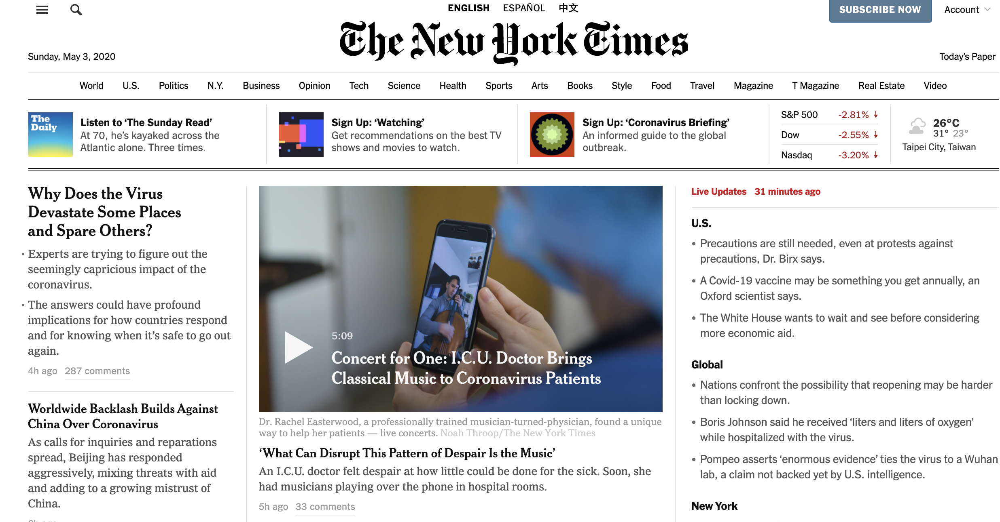 ENGLISH ESPAÑOL 中文
SUBSCRIBE NOW
Account
The New York Times
Sunday, May 3, 2020
Today's Paper
World U.S. Politics N.Y. Business Opinion Tech Science Health Sports Arts Books Style Food Travel Magazine T Magazine Real Estate Video
The
Daily
Listen to ‘The Sunday Read’
At 70, he’s kayaked across the
Atlantic alone. Three times.
Sign Up: ‘Watching’
Get recommendations on the best TV
shows and movies to watch.
Sign Up: ‘Coronavirus Briefing’
An informed guide to the global
outbreak.
S&P 500 -2.81% ↓
Dow -2.55% ↓
Nasdaq -3.20% ↓
26°C
31° 23°
Taipei City, Taiwan
Why Does the Virus
Devastate Some Places
and Spare Others?
• Experts are trying to figure out the
seemingly capricious impact of the
coronavirus.
• The answers could have profound
implications for how countries respond
and for knowing when it’s safe to go out
again.
4h ago 287 comments
Worldwide Backlash Builds Against
China Over Coronavirus
As calls for inquiries and reparations
spread, Beijing has responded
aggressively, mixing threats with aid
and adding to a growing mistrust of
China.
5:09
Concert for One: I.C.U. Doctor Brings
Classical Music to Coronavirus Patients
Dr. Rachel Easterwood, a professionally trained musician-turned-physician, found a unique
way to help her patients — live concerts. Noah Throop/The New York Times
‘What Can Disrupt This Pattern of Despair Is the Music’
An I.C.U. doctor felt despair at how little could be done for the sick. Soon, she
had musicians playing over the phone in hospital rooms.
5h ago 33 comments
Live Updates 31 minutes ago
U.S.
• Precautions are still needed, even at protests against
precautions, Dr. Birx says.
• A Covid-19 vaccine may be something you get annually, an
Oxford scientist says.
• The White House wants to wait and see before considering
more economic aid.
Global
• Nations confront the possibility that reopening may be harder
than locking down.
• Boris Johnson said he received ‘liters and liters of oxygen’
while hospitalized with the virus.
• Pompeo asserts ‘enormous evidence’ ties the virus to a Wuhan
lab, a claim not backed yet by U.S. intelligence.
New York